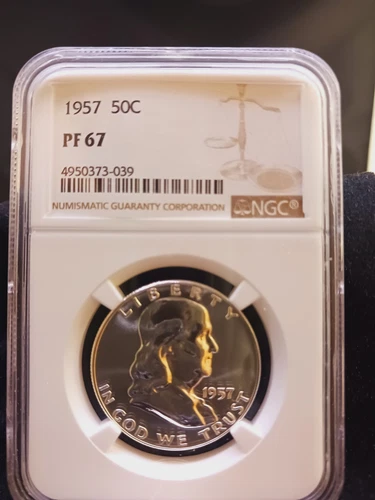 1957 50C
PF 67
4950373-039
NUMISMATIC GUARANTY CORPORATION NGC®
LIBERTY
1957
IN GOD WE TRUST